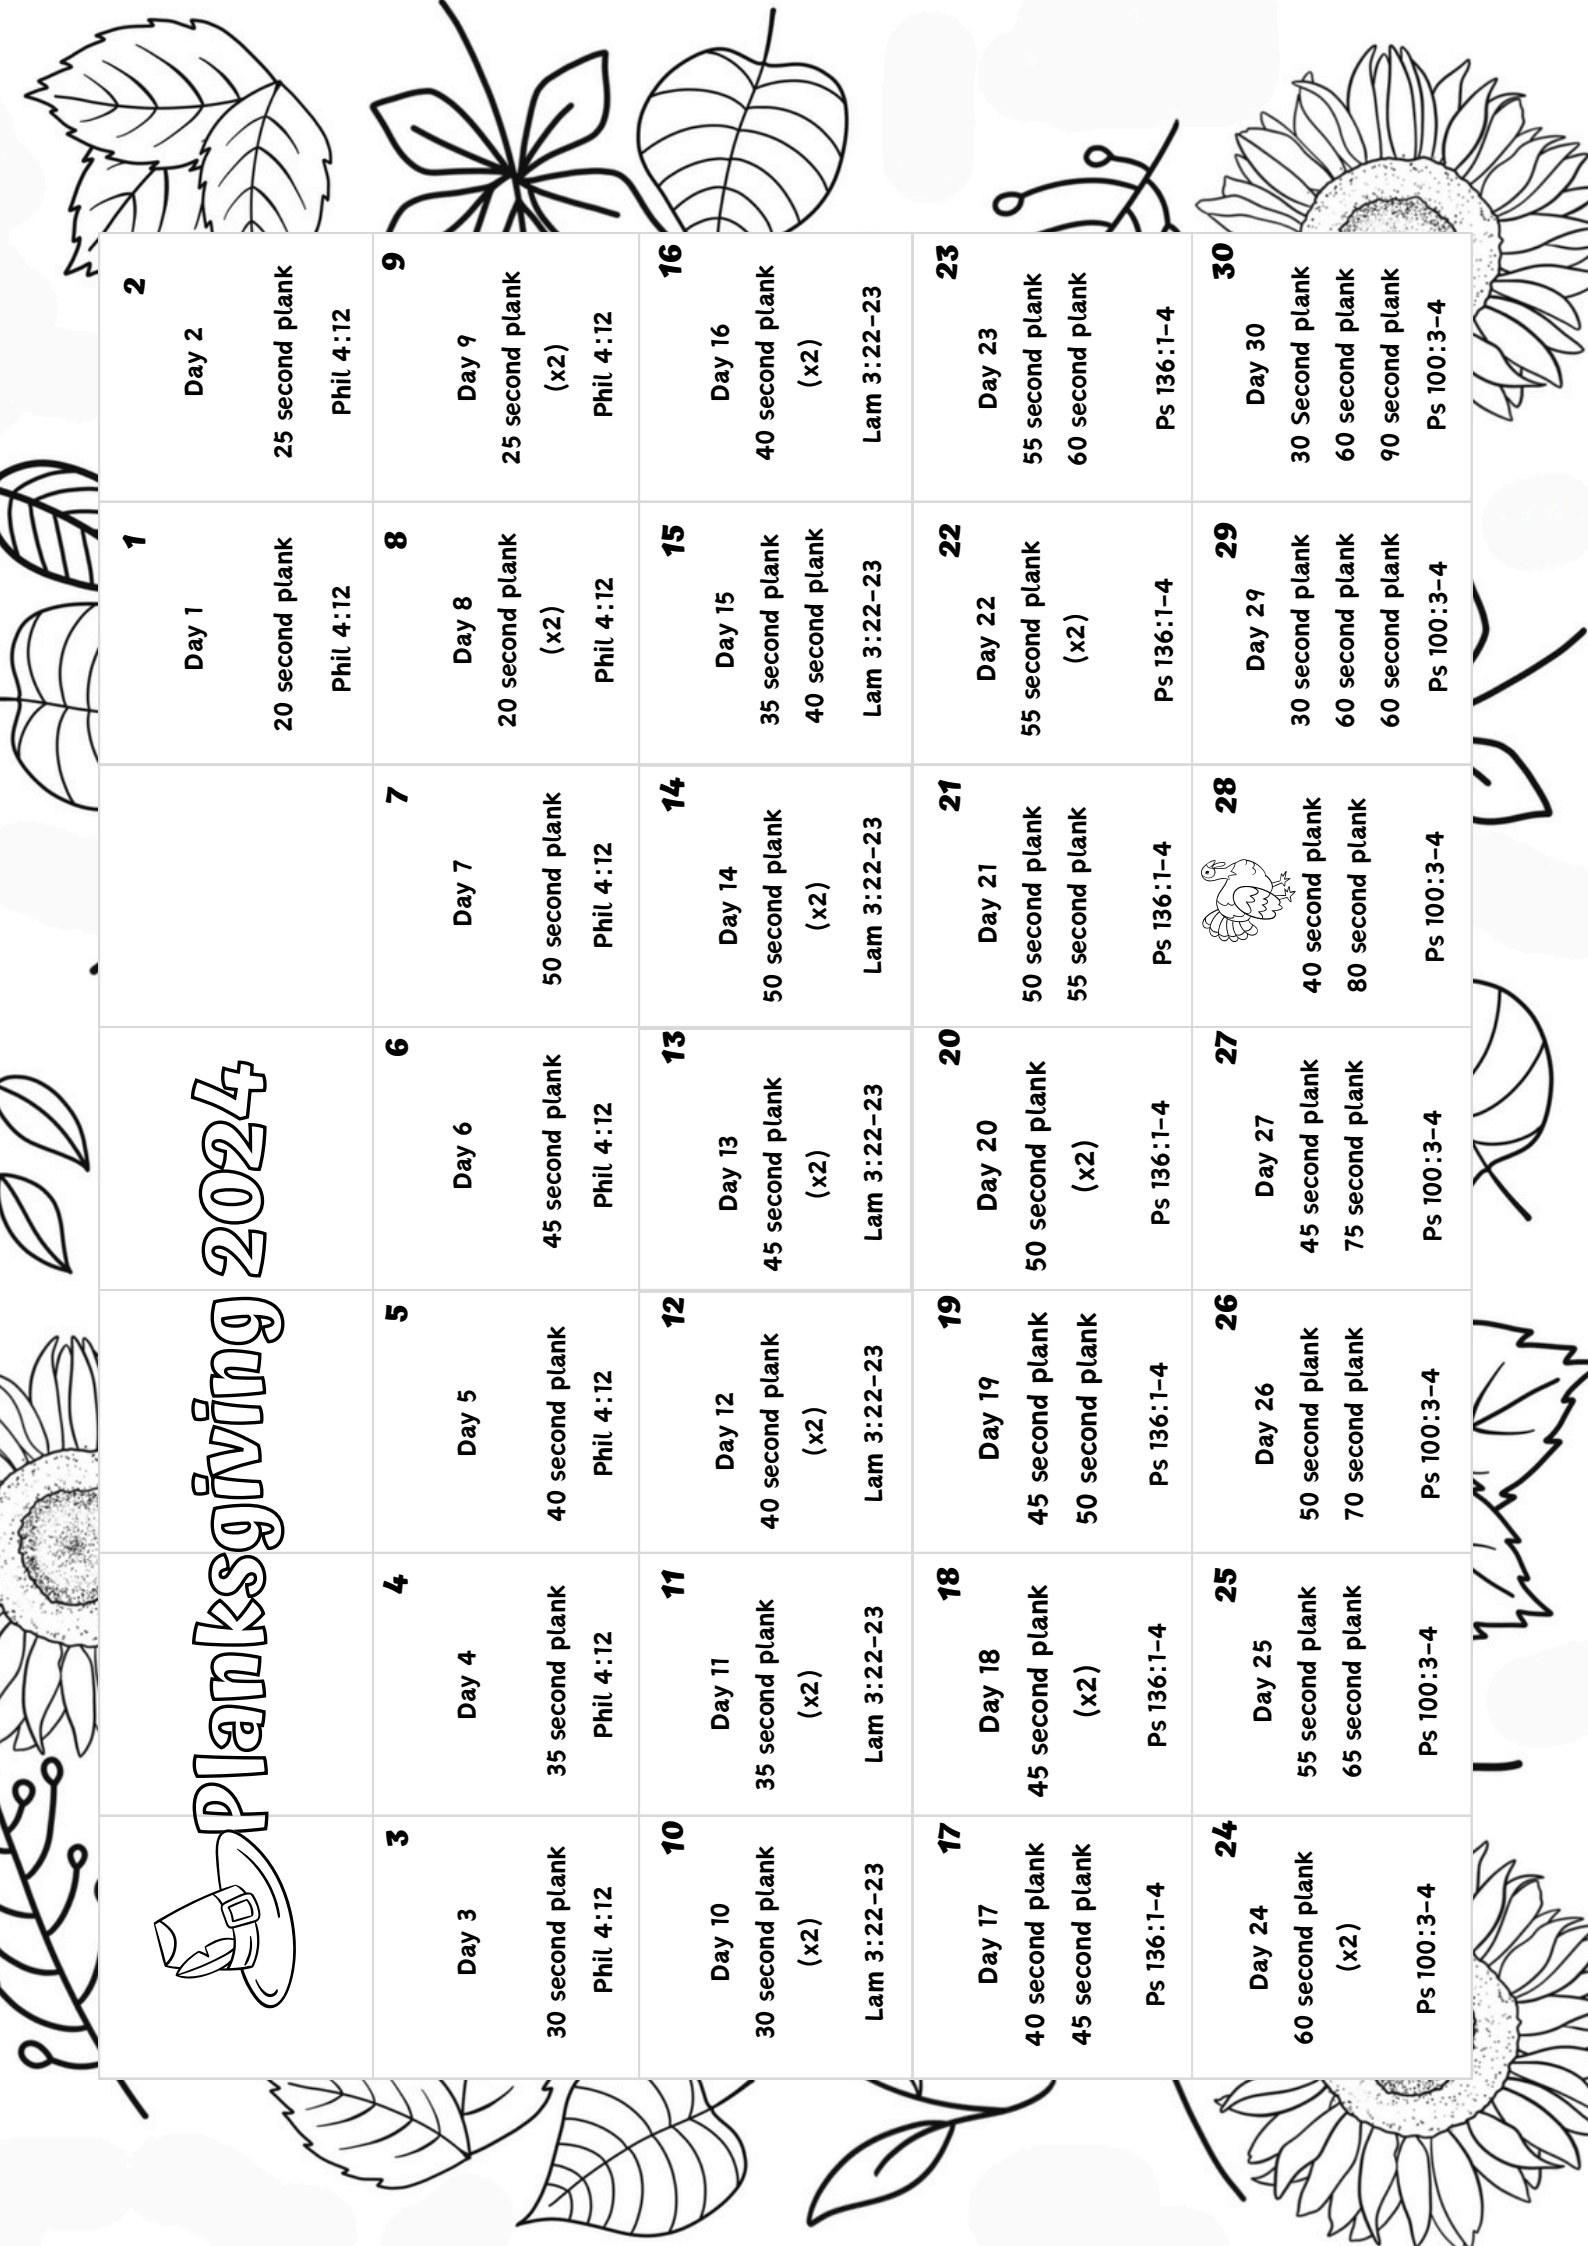 Planksgiving 2024
1
Day 1
20 second plank
Phil 4:12
2
Day 2
25 second plank
Phil 4:12
3
Day 3
30 second plank
Phil 4:12
4
Day 4
35 second plank
Phil 4:12
5
Day 5
40 second plank
Phil 4:12
6
Day 6
45 second plank
Phil 4:12
7
Day 7
50 second plank
Phil 4:12
8
Day 8
20 second plank
(x2)
Phil 4:12
9
Day 9
25 second plank
(x2)
Phil 4:12
10
Day 10
30 second plank
(x2)
Lam 3:22-23
11
Day 11
35 second plank
(x2)
Lam 3:22-23
12
Day 12
40 second plank
(x2)
Lam 3:22-23
13
Day 13
45 second plank
(x2)
Lam 3:22-23
14
Day 14
50 second plank
(x2)
Lam 3:22-23
15
Day 15
35 second plank
40 second plank
Lam 3:22-23
16
Day 16
40 second plank
(x2)
Lam 3:22-23
17
Day 17
40 second plank
45 second plank
Ps 136:1-4
18
Day 18
45 second plank
(x2)
Ps 136:1-4
19
Day 19
45 second plank
50 second plank
Ps 136:1-4
20
Day 20
50 second plank
(x2)
Ps 136:1-4
21
Day 21
50 second plank
55 second plank
Ps 136:1-4
22
Day 22
55 second plank
(x2)
Ps 136:1-4
23
Day 23
55 second plank
60 second plank
Ps 136:1-4
24
Day 24
60 second plank
(x2)
Ps 100:3-4
25
Day 25
55 second plank
65 second plank
Ps 100:3-4
26
Day 26
50 second plank
70 second plank
Ps 100:3-4
27
Day 27
45 second plank
75 second plank
Ps 100:3-4
28
40 second plank
80 second plank
Ps 100:3-4
29
Day 29
30 second plank
60 second plank
60 second plank
Ps 100:3-4
30
Day 30
30 Second plank
60 second plank
90 second plank
Ps 100:3-4